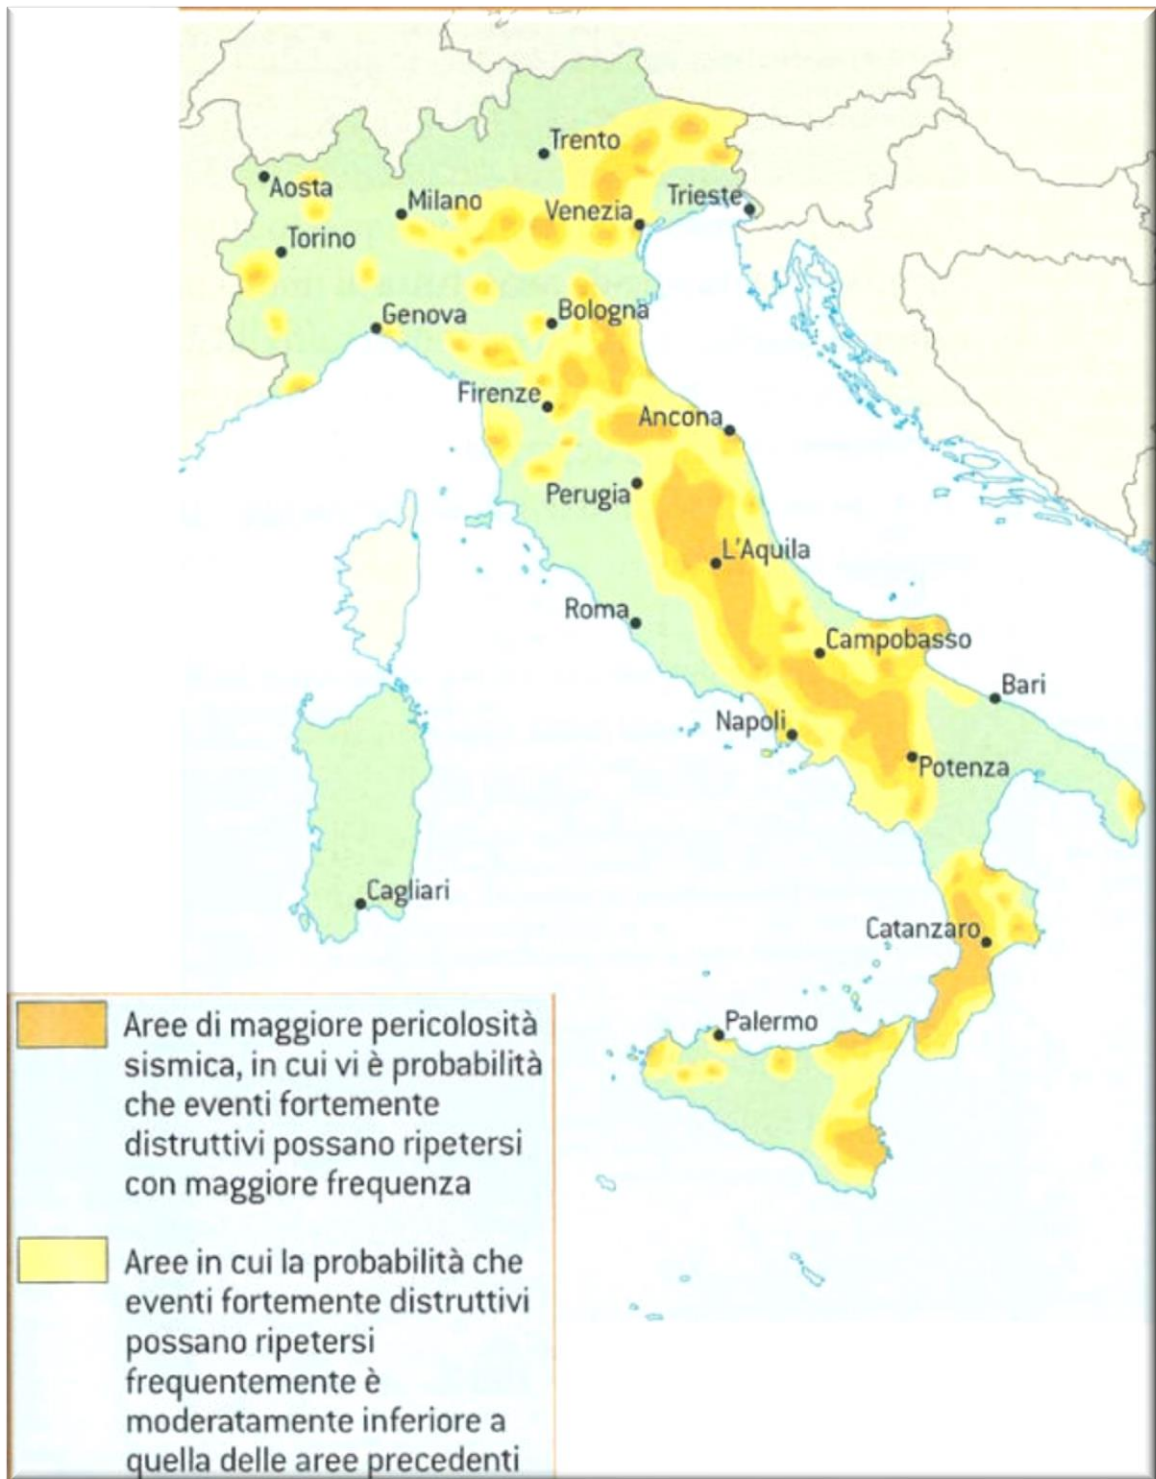 Trento
Aosta
Milano
Trieste
Venezia
Torino
Bologna
Genova
Firenze
Ancona
Perugia
L'Aquila
Roma
Campobasso
Bari
Napoli
Potenza
Cagliari
Catanzaro
Palermo
Aree di maggiore pericolosità
sismica, in cui vi è probabilità
che eventi fortemente
distruttivi possano ripetersi
con maggiore frequenza
Aree in cui la probabilità che
eventi fortemente distruttivi
possano ripetersi
frequentemente è
moderatamente inferiore a
quella delle aree precedenti